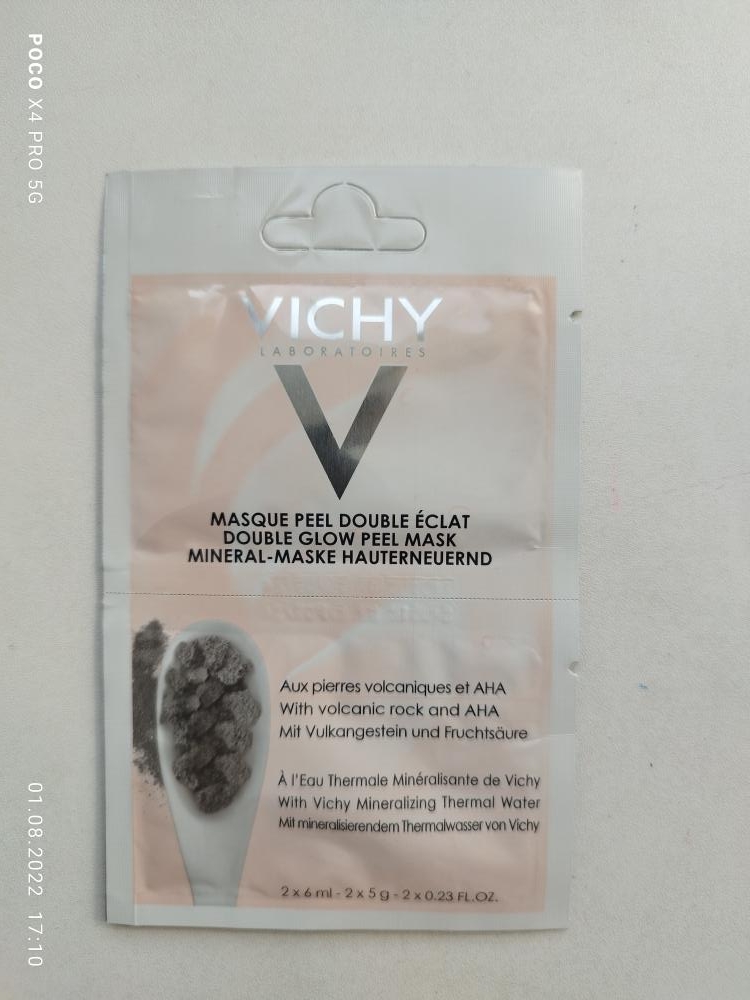 POCO X4 PRO 5G
VICHY
LABORATOIRES
V
MASQUE PEEL DOUBLE ÉCLAT
DOUBLE GLOW PEEL MASK
MINERAL-MASKE HAUTERNEUERND
Aux pierres volcaniques et AHA
With volcanic rock and AHA
Mit Vulkangestein und Fruchtsäure
À l'Eau Thermale Minéralisante de Vichy
With Vichy Mineralizing Thermal Water
Mit mineralisierendem Thermalwasser von Vichy
2 x 6 ml - 2 x 5 g - 2 x 0.23 FL.OZ.
01.08.2022 17:10